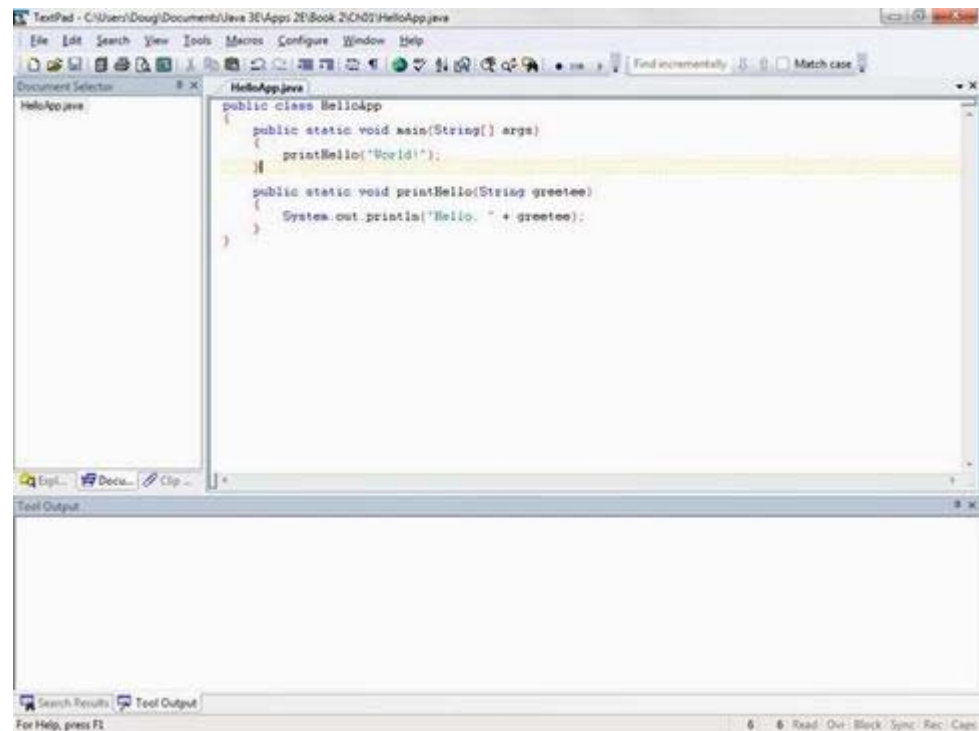 TextPad - C:\Users\Doug\Documents\Java 3E\Apps 2E\Book 2\Ch01\HelloApp.java
File Edit Search View Tools Macros Configure Window Help
Find incrementally Match case
Document Selector
HelloApp.java
HelloApp.java
public class HelloApp
{
public static void main(String[] args)
{
printHello("World!");
}
public static void printHello(String greetee)
{
System.out.println("Hello, " + greetee);
}
}
Expl... Docu... Clip ...
Tool Output
Search Results Tool Output
For Help, press F1
6 6 Read Ovr Block Sync Rec Caps